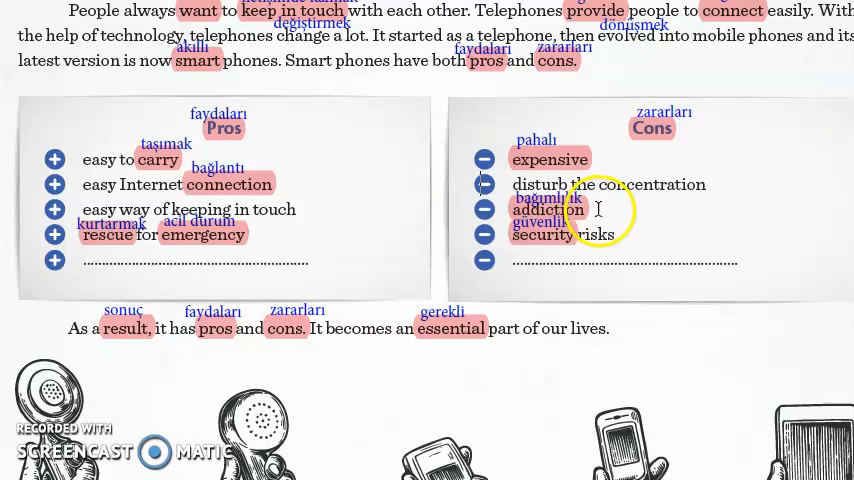 iletişimde kalmak
People always want to keep in touch with each other. Telephones provide people to connect easily. With
değiştirmek dönüşmek
the help of technology, telephones change a lot. It started as a telephone, then evolved into mobile phones and its
akıllı faydaları zararları
latest version is now smart phones. Smart phones have both pros and cons.
faydaları
Pros
taşımak
easy to carry
bağlantı
easy Internet connection
easy way of keeping in touch
kurtarmak acil durum
rescue for emergency
zararları
Cons
pahalı
expensive
disturb the concentration
bağımlılık
addiction
güvenlik
security risks
sonuç faydaları zararları gerekli
As a result, it has pros and cons. It becomes an essential part of our lives.
RECORDED WITH
SCREENCAST MATIC